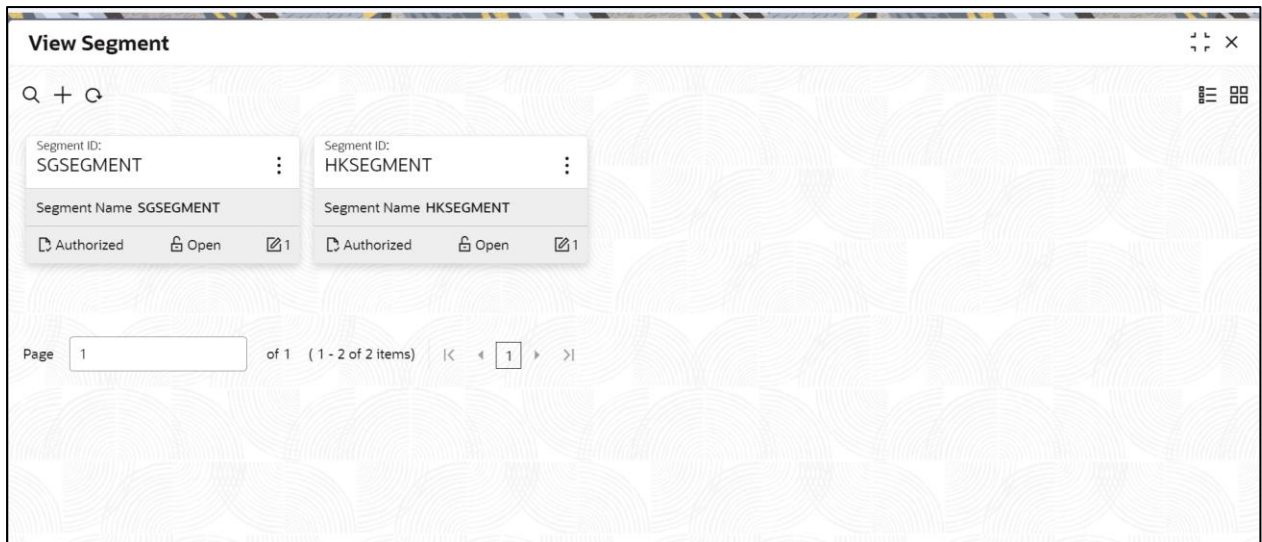 View Segment
Segment ID: Segment ID:
SGSEGMENT HKSEGMENT
Segment Name SGSEGMENT Segment Name HKSEGMENT
Authorized Open 1 Authorized Open 1
Page 1 of 1 ( 1 - 2 of 2 items) 1